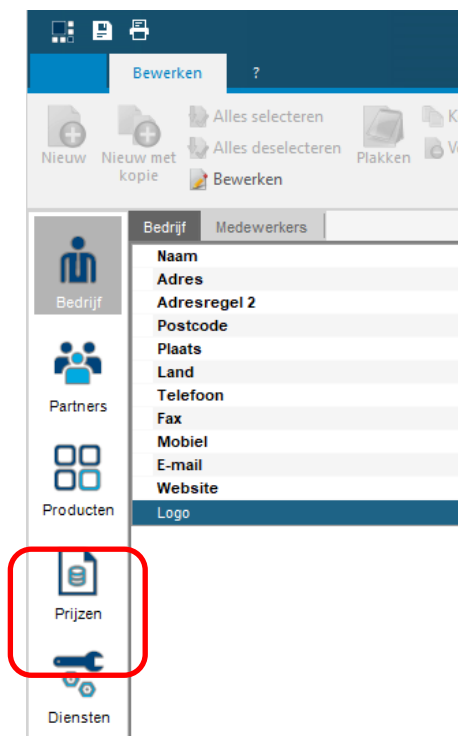 Bewerken ?
Alles selecteren
Alles deselecteren
Bewerken
Nieuw
Nieuw met
kopie
Plakken
K
V
Bedrijf
Partners
Producten
Prijzen
Diensten
Bedrijf Medewerkers
Naam
Adres
Adresregel 2
Postcode
Plaats
Land
Telefoon
Fax
Mobiel
E-mail
Website
Logo